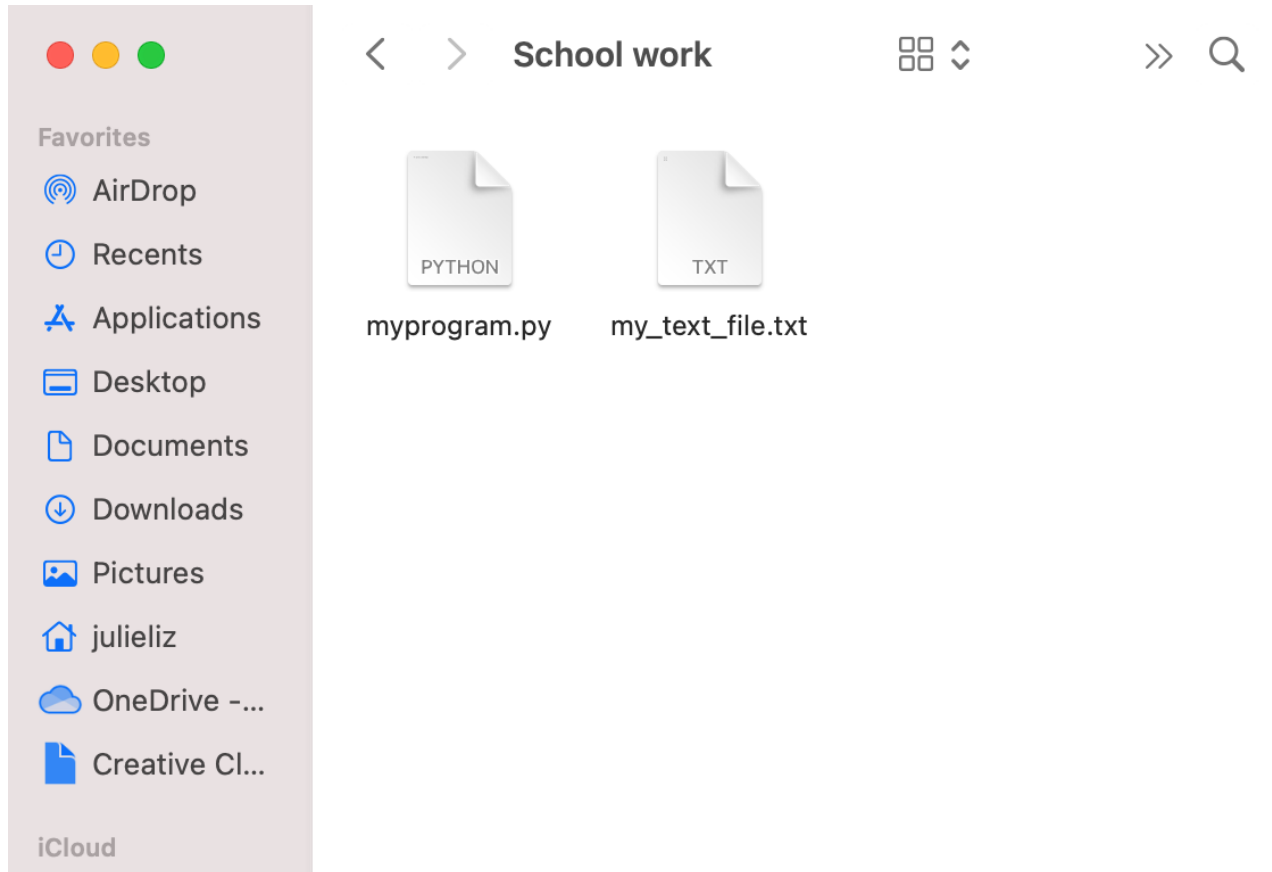 School work
Favorites
AirDrop
Recents
Applications
Desktop
Documents
Downloads
Pictures
julieliz
OneDrive -...
Creative Cl...
iCloud
PYTHON
TXT
myprogram.py
my_text_file.txt